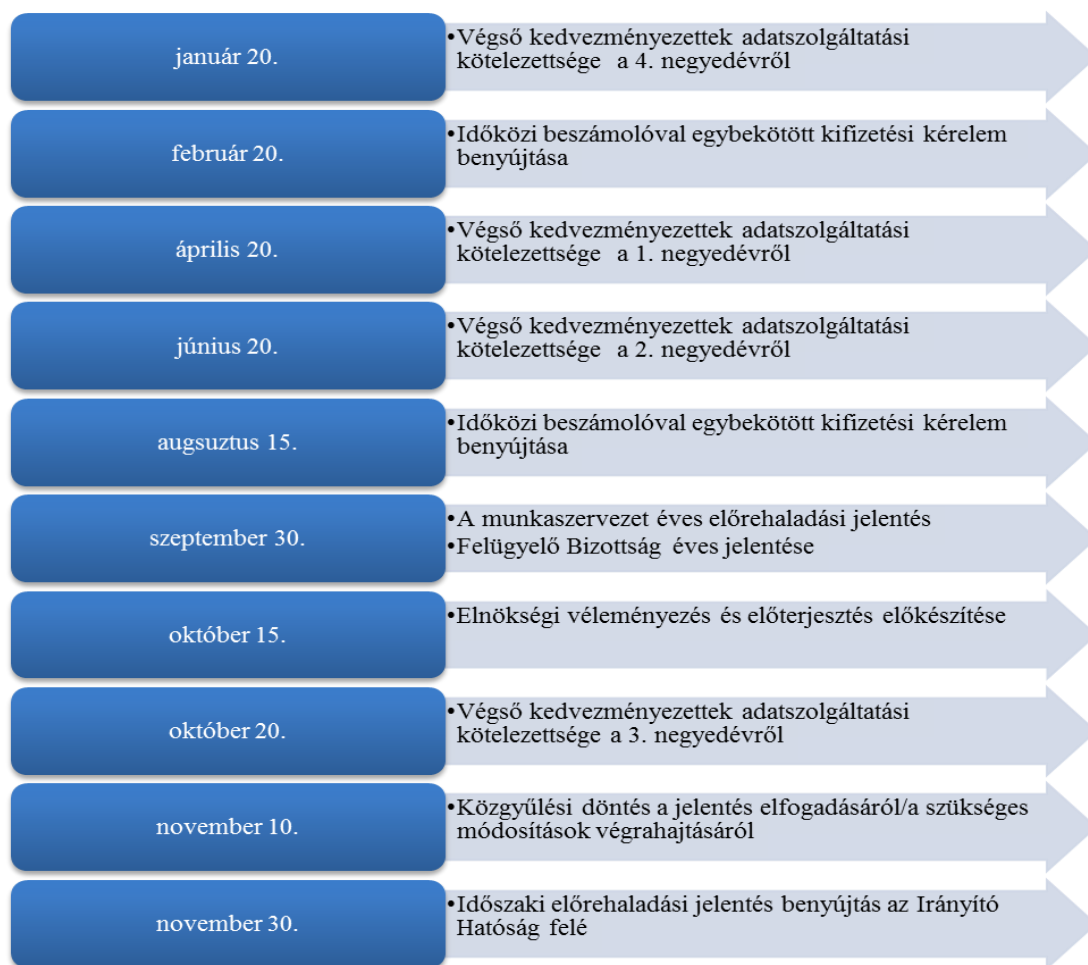 január 20.
•Végső kedvezményezettek adatszolgáltatási
kötelezettsége a 4. negyedévről
február 20.
•Időközi beszámolóval egybekötött kifizetési kérelem
benyújtása
április 20.
•Végső kedvezményezettek adatszolgáltatási
kötelezettsége a 1. negyedévről
június 20.
•Végső kedvezményezettek adatszolgáltatási
kötelezettsége a 2. negyedévről
augsuztus 15.
•Időközi beszámolóval egybekötött kifizetési kérelem
benyújtása
szeptember 30.
•A munkaszervezet éves előrehaladási jelentés
•Felügyelő Bizottság éves jelentése
október 15.
•Elnökségi véleményezés és előterjesztés előkészítése
október 20.
•Végső kedvezményezettek adatszolgáltatási
kötelezettsége a 3. negyedévről
november 10.
•Közgyűlési döntés a jelentés elfogadásáról/a szükséges
módosítások végrahajtásáról
november 30.
•Időszaki előrehaladási jelentés benyújtás az Irányító
Hatóság felé